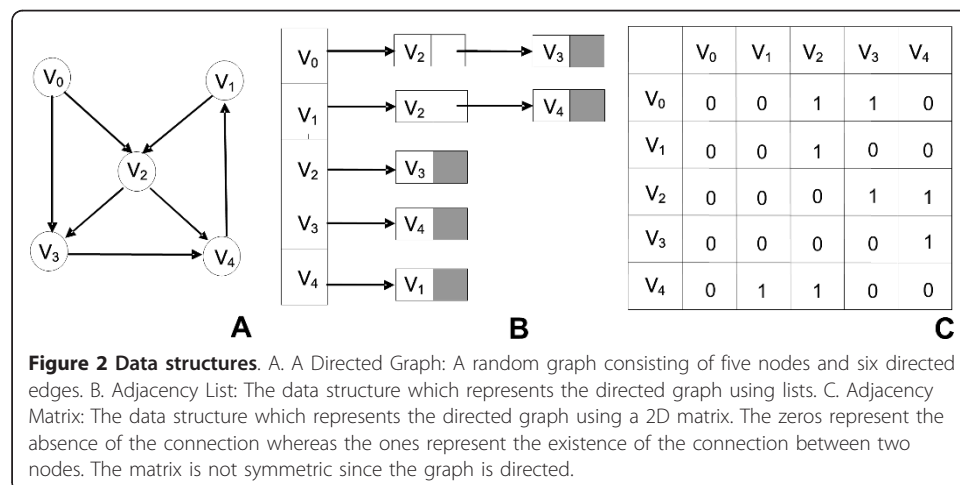 V₀ V₁
V₂
V₃ V₄
A
V₀ V₂ V₃
V₁ V₂ V₄
V₂ V₃
V₃ V₄
V₄ V₁
B
V₀ V₁ V₂ V₃ V₄
V₀ 0 0 1 1 0
V₁ 0 0 1 0 0
V₂ 0 0 0 1 1
V₃ 0 0 0 0 1
V₄ 0 1 1 0 0
C
Figure 2 Data structures. A. A Directed Graph: A random graph consisting of five nodes and six directed
edges. B. Adjacency List: The data structure which represents the directed graph using lists. C. Adjacency
Matrix: The data structure which represents the directed graph using a 2D matrix. The zeros represent the
absence of the connection whereas the ones represent the existence of the connection between two
nodes. The matrix is not symmetric since the graph is directed.